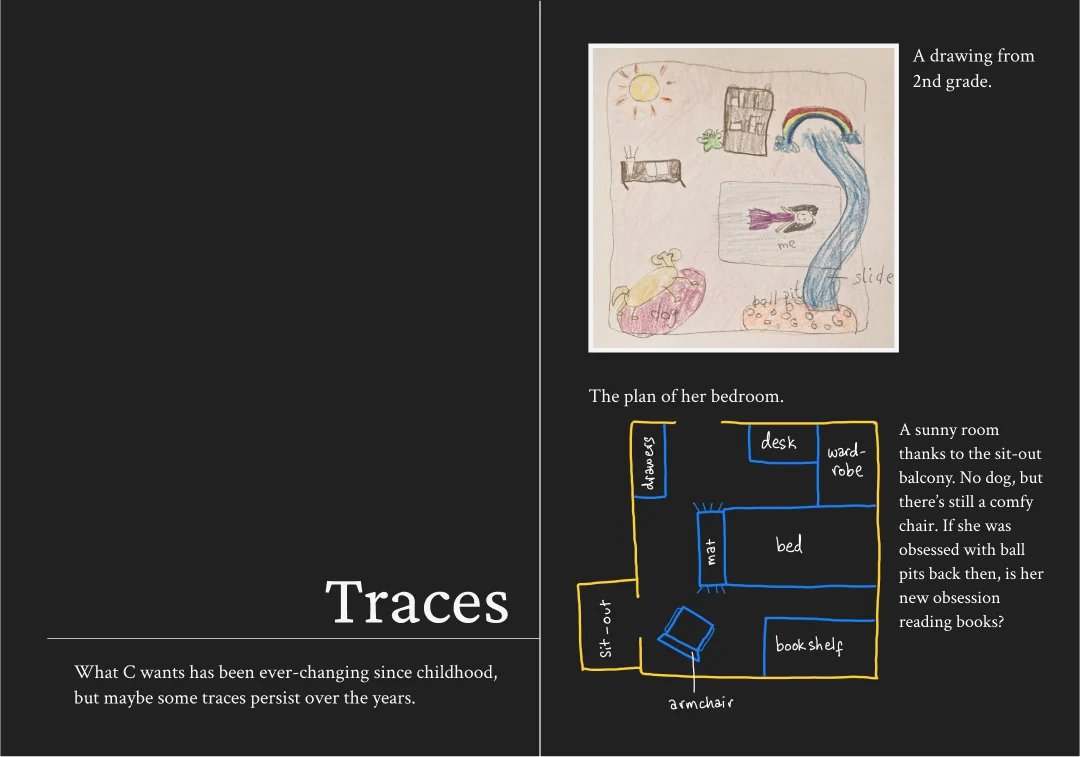 Traces
What C wants has been ever-changing since childhood,
but maybe some traces persist over the years.
A drawing from
2nd grade.
me
slide
ball pit
dog
The plan of her bedroom.
drawers
desk
ward-
robe
mat
bed
sit-out
bookshelf
armchair
A sunny room
thanks to the sit-out
balcony. No dog, but
there’s still a comfy
chair. If she was
obsessed with ball
pits back then, is her
new obsession
reading books?